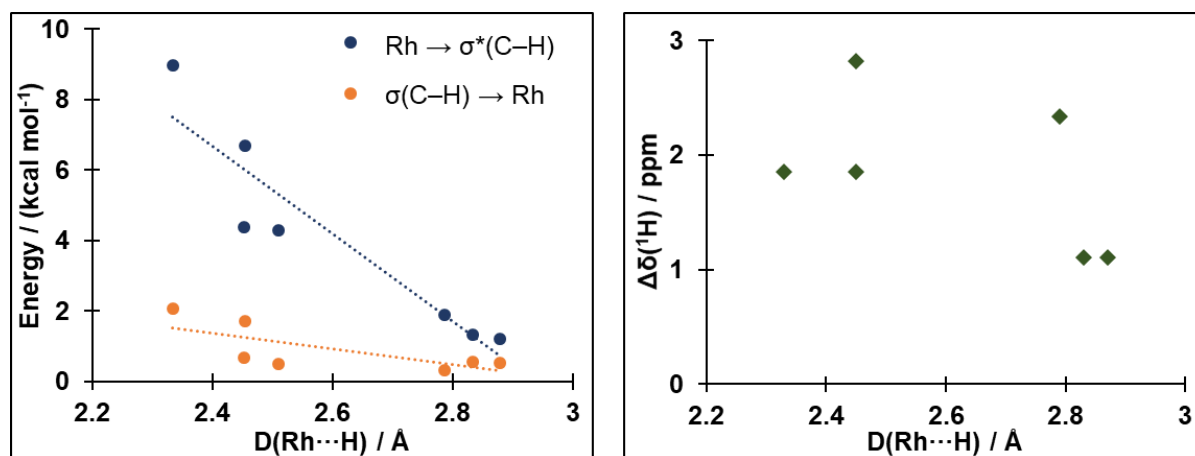 10
8
6
4
2
0
Energy / (kcal mol⁻¹)
Rh → σ*(C–H)
σ(C–H) → Rh
2.2 2.4 2.6 2.8 3
D(Rh···H) / Å
3
2
1
0
Δδ(¹H) / ppm
2.2 2.4 2.6 2.8 3
D(Rh···H) / Å